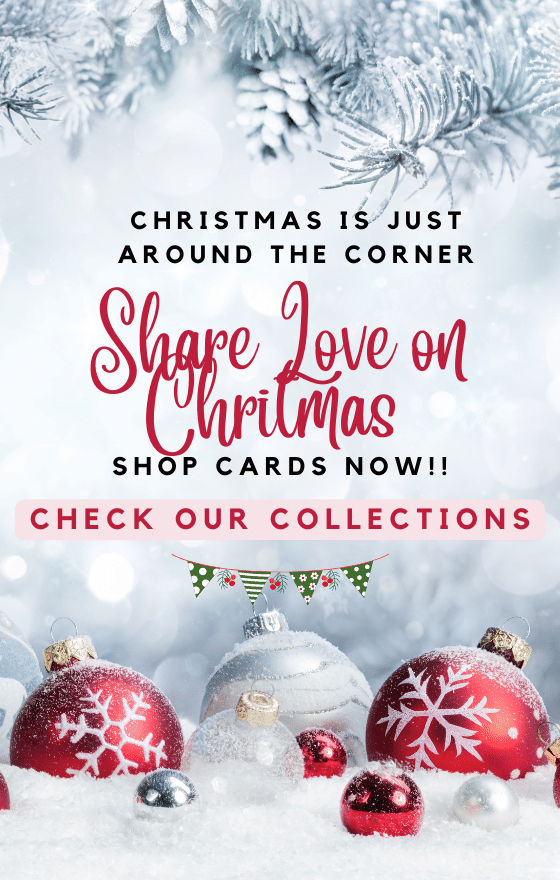 CHRISTMAS IS JUST
AROUND THE CORNER
Share Love on
Chritmas
SHOP CARDS NOW!!
CHECK OUR COLLECTIONS